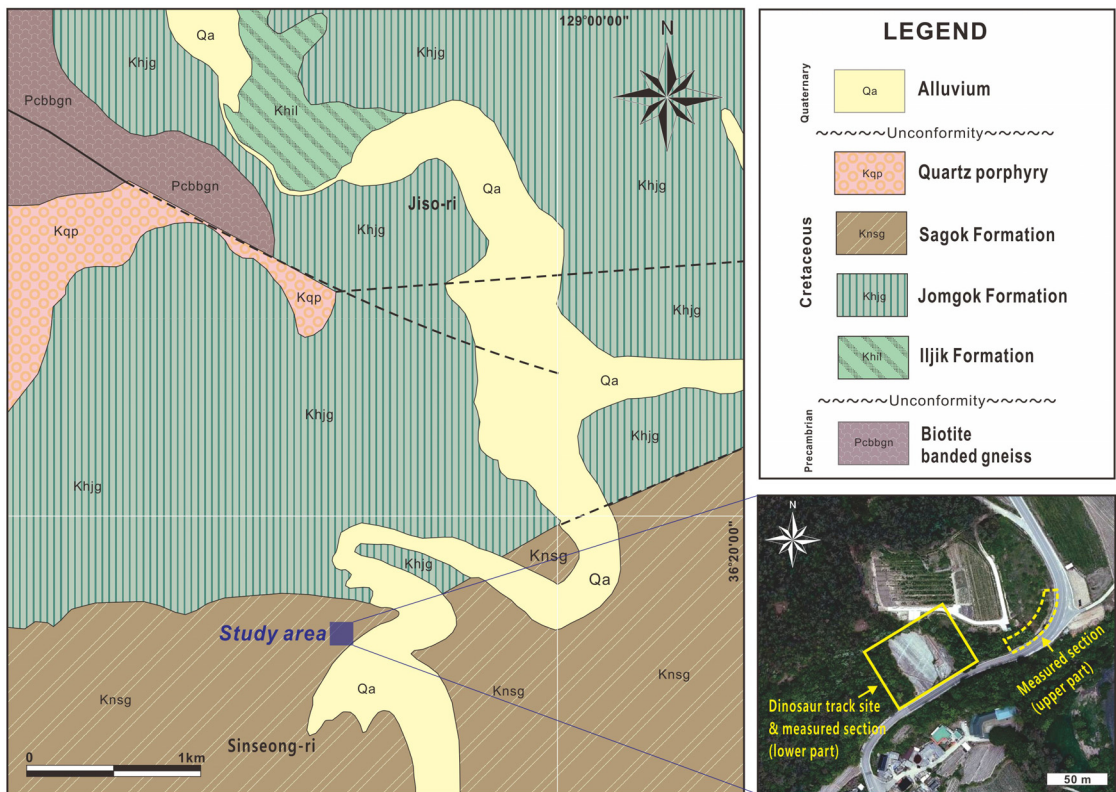 129°00'00"
N
Qa
Khjg
Khjg
Pcbbgn
Khil
Pcbbgn
Qa
Khjg
Jiso-ri
Kqp
Khjg
Kqp
Khjg
Qa
Khjg
Khjg
Khjg
36°20'00"
Knsg
Khjg
Qa
Study area
Knsg
Qa
Knsg
Knsg
Sinseong-ri
0
1km
LEGEND
Quaternary
Qa
Alluvium
~~~~~Unconformity~~~~~
Cretaceous
Kqp
Quartz porphyry
Knsg
Sagok Formation
Khjg
Jomgok Formation
Khil
Iljik Formation
~~~~~Unconformity~~~~~
Precambrian
Pcbbgn
Biotite
banded gneiss
N
Measured section
(upper part)
Dinosaur track site
& measured section
(lower part)
50 m